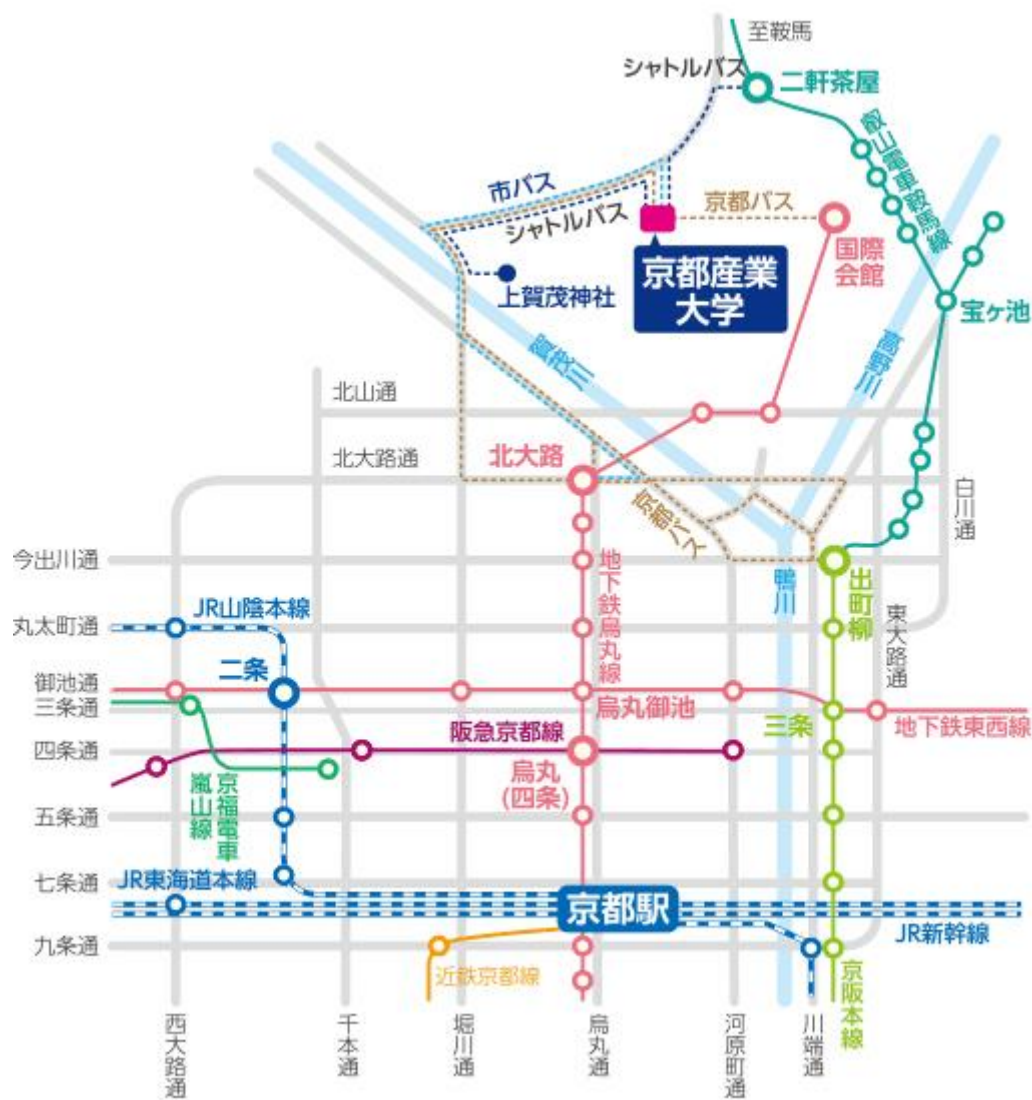 至鞍馬
シャトルバス
二軒茶屋
叡山電車鞍馬線
市バス
シャトルバス
京都バス
国際
会館
京都産業
大学
上賀茂神社
宝ヶ池
賀茂川
高野川
北山通
北大路通
北大路
京都バス
白川通
今出川通
地下鉄烏丸線
鴨川
出町柳
JR山陰本線
丸太町通
東大路通
二条
御池通
三条通
烏丸御池
三条
地下鉄東西線
阪急京都線
四条通
烏丸
(四条)
京福電車
嵐山線
五条通
七条通
JR東海道本線
京都駅
JR新幹線
九条通
近鉄京都線
京阪本線
西大路通
千本通
堀川通
烏丸通
河原町通
川端通